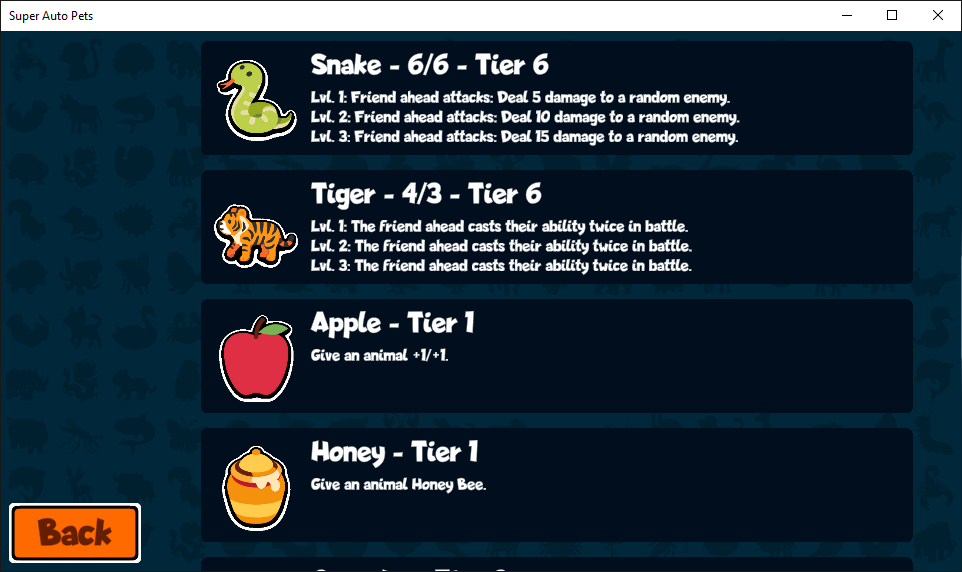 Super Auto Pets
Snake - 6/6 - Tier 6
Lvl. 1: Friend ahead attacks: Deal 5 damage to a random enemy.
Lvl. 2: Friend ahead attacks: Deal 10 damage to a random enemy.
Lvl. 3: Friend ahead attacks: Deal 15 damage to a random enemy.
Tiger - 4/3 - Tier 6
Lvl. 1: The friend ahead casts their ability twice in battle.
Lvl. 2: The friend ahead casts their ability twice in battle.
Lvl. 3: The friend ahead casts their ability twice in battle.
Apple - Tier 1
Give an animal +1/+1.
Honey - Tier 1
Give an animal Honey Bee.
Back